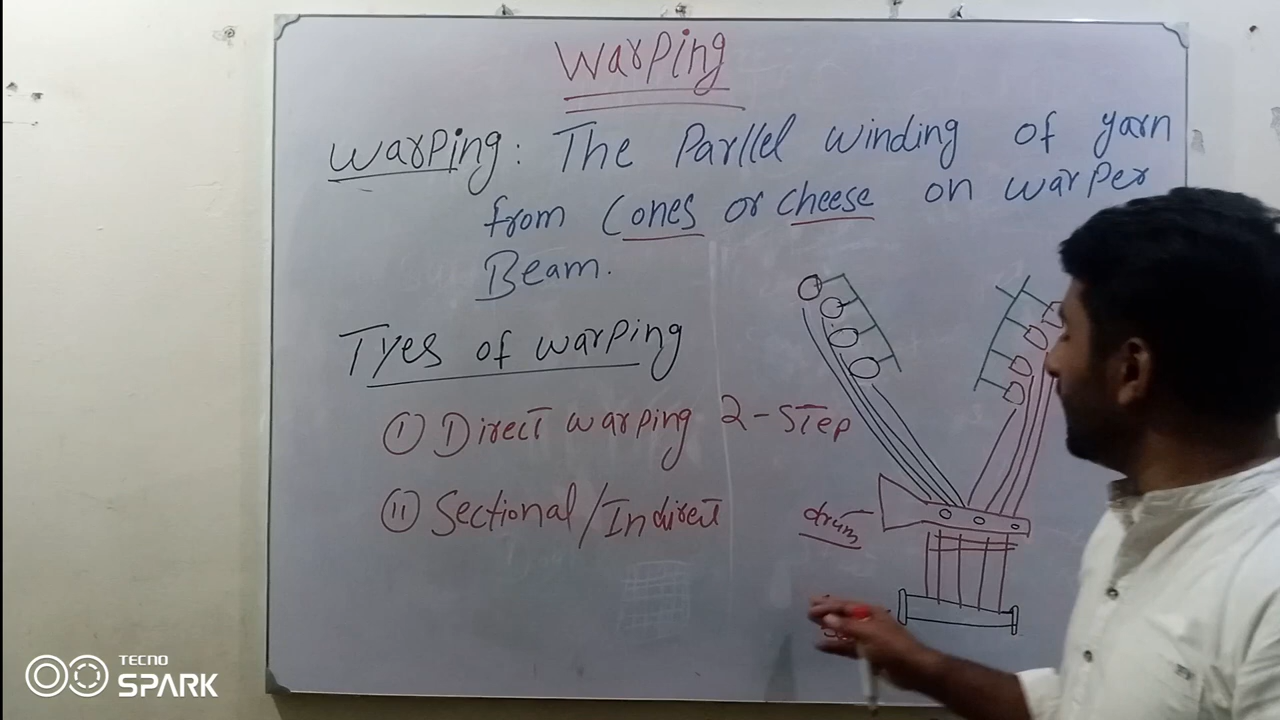 Warping
Warping: The Parllel winding of yarn
from Cones or cheese on warper
Beam.
Tyes of warping
(i) Direct warping 2-Step
(ii) Sectional/Indirect
drum
TECNO
SPARK